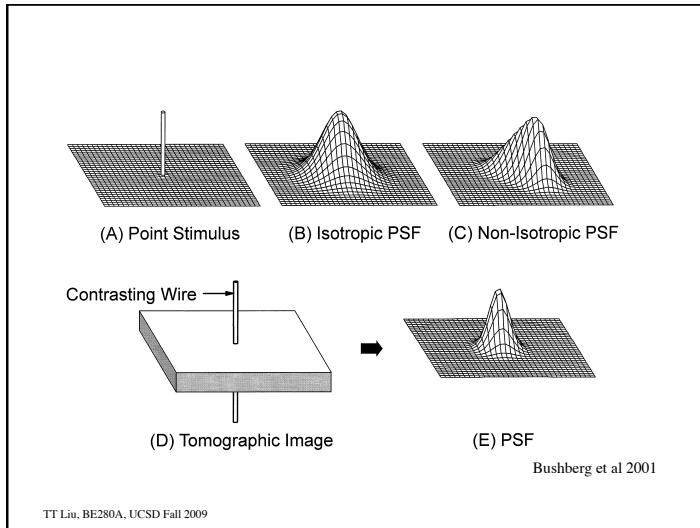 (A) Point Stimulus
(B) Isotropic PSF
(C) Non-Isotropic PSF
Contrasting Wire
(D) Tomographic Image
(E) PSF
Bushberg et al 2001
TT Liu, BE280A, UCSD Fall 2009